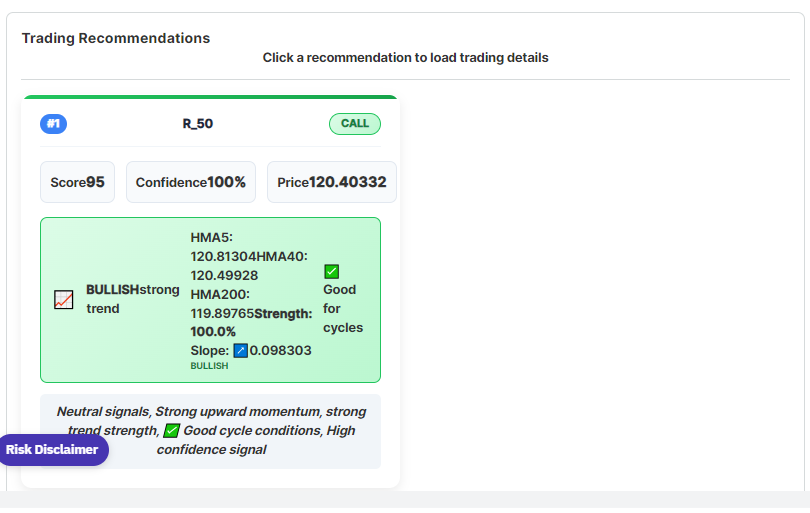 Trading Recommendations
Click a recommendation to load trading details
#1
R_50
CALL
Score95
Confidence100%
Price120.40332
BULLISHstrong
trend
HMA5:
120.81304HMA40:
120.49928
HMA200:
119.89765Strength:
100.0%
Slope: ↗0.098303
BULLISH
✅
Good
for
cycles
Neutral signals, Strong upward momentum, strong
trend strength, ✅ Good cycle conditions, High
confidence signal
Risk Disclaimer